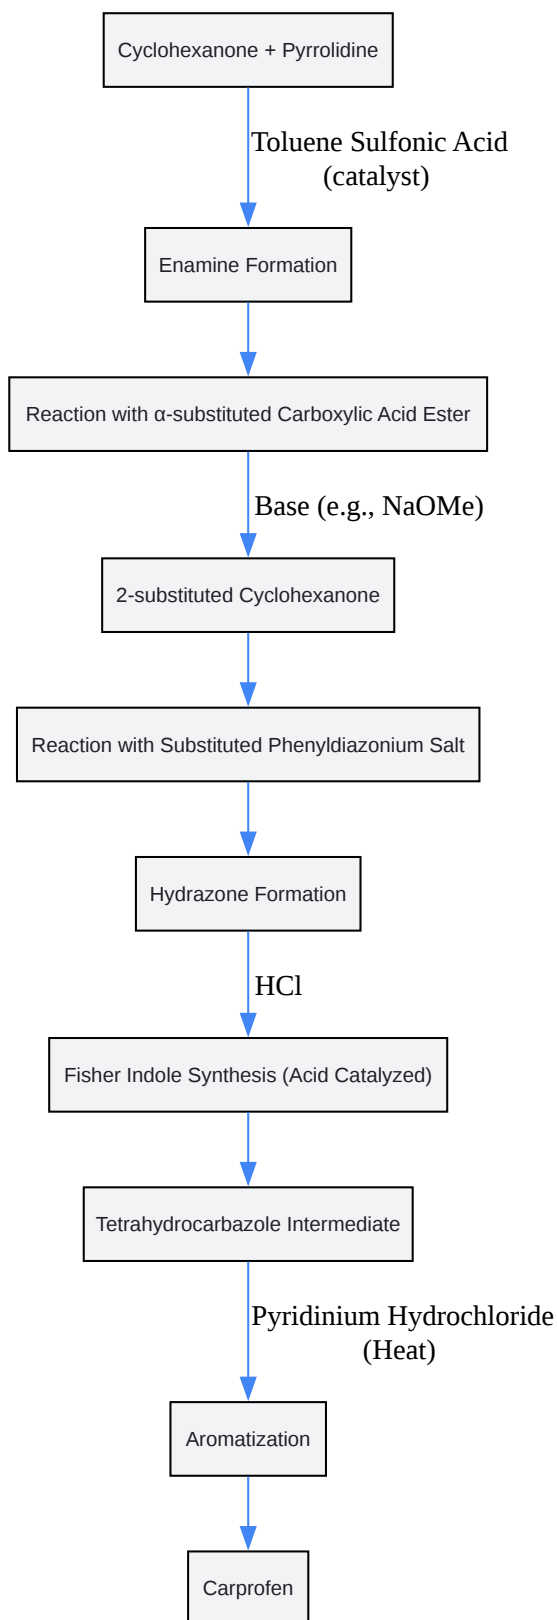 Cyclohexanone + Pyrrolidine
Toluene Sulfonic Acid
(catalyst)
Enamine Formation
Reaction with α-substituted Carboxylic Acid Ester
Base (e.g., NaOMe)
2-substituted Cyclohexanone
Reaction with Substituted Phenyldiazonium Salt
Hydrazone Formation
HCl
Fisher Indole Synthesis (Acid Catalyzed)
Tetrahydrocarbazole Intermediate
Pyridinium Hydrochloride
(Heat)
Aromatization
Carprofen